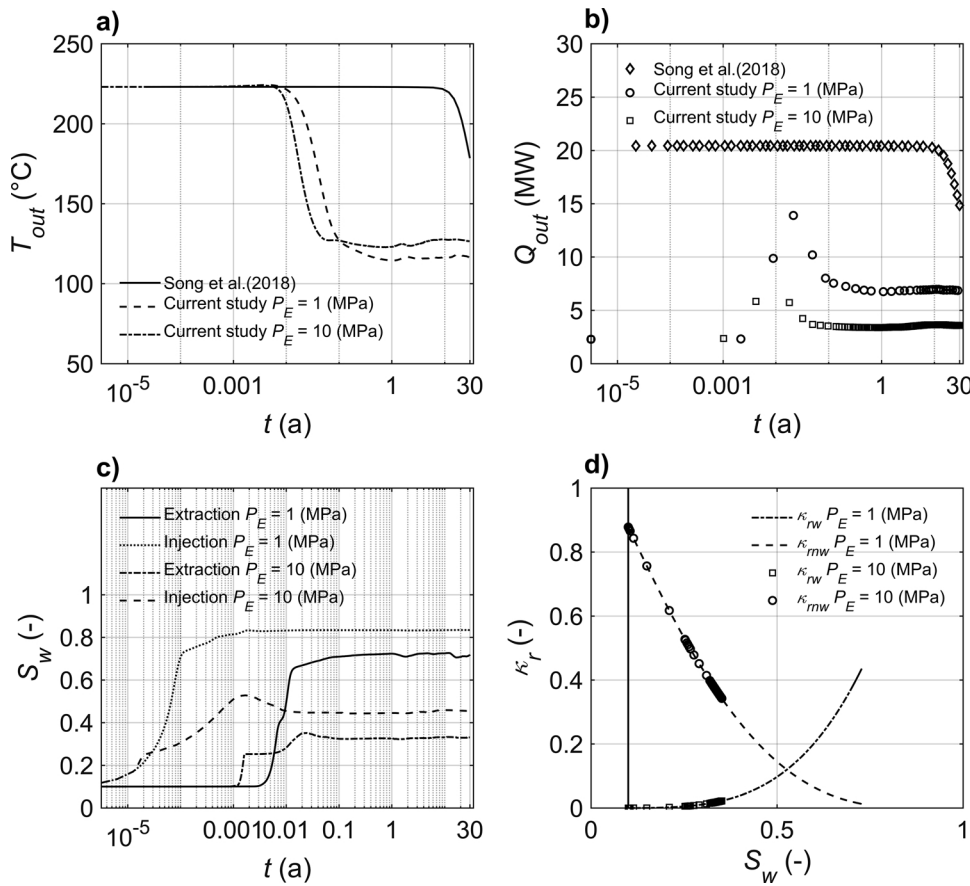 a)
250
200
150
100
50
T_out (°C)
Song et al.(2018)
Current study P_E = 1 (MPa)
Current study P_E = 10 (MPa)
10^-5
0.001
1
30
t (a)
b)
30
25
20
15
10
5
0
Q_out (MW)
Song et al.(2018)
Current study P_E = 1 (MPa)
Current study P_E = 10 (MPa)
10^-5
0.001
1
30
t (a)
c)
Extraction P_E = 1 (MPa)
Injection P_E = 1 (MPa)
Extraction P_E = 10 (MPa)
Injection P_E = 10 (MPa)
1
0.8
0.6
0.4
0.2
0
S_w (-)
10^-5
0.001
0.01
0.1
1
30
t (a)
d)
1
0.8
0.6
0.4
0.2
0
κ_r (-)
κ_rw P_E = 1 (MPa)
κ_rnw P_E = 1 (MPa)
κ_rw P_E = 10 (MPa)
κ_rnw P_E = 10 (MPa)
0
0.5
1
S_w (-)